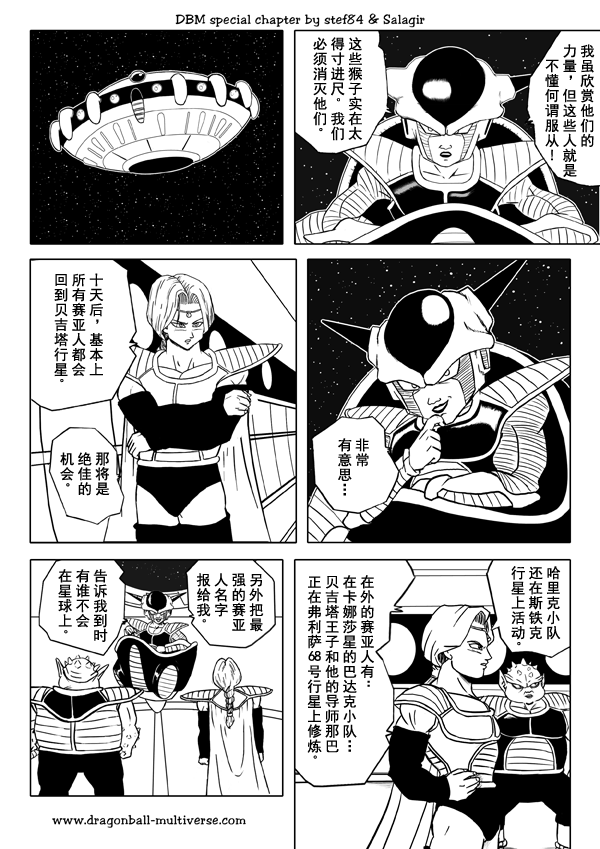 DBM special chapter by stef84 & Salagir
这些猴子实在太
得寸进尺。我们
必须消灭他们。
我虽欣赏他们的
力量，但这些人就是
不懂何谓服从！
十天后，基本上
所有赛亚人都会
回到贝吉塔行星。
那将是
绝佳的
机会。
非常
有意思…
告诉我到时
有谁不会
在星球上。
另外把最
强的赛亚
人名字
报给我。
在外的赛亚人有：
在卡娜莎星的巴达克小队…
贝吉塔王子和他的导师那巴
正在弗利萨68号行星上修炼。
哈里克小队
还在斯铁克
行星上活动。
www.dragonball-multiverse.com